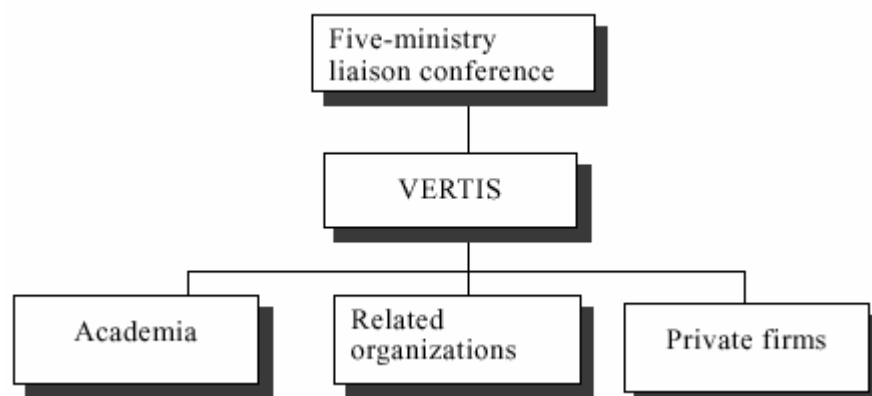 Five-ministry
liaison conference
VERTIS
Academia
Related
organizations
Private firms